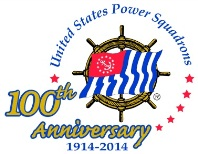 United States Power Squadrons
100th
Anniversary
1914-2014
®